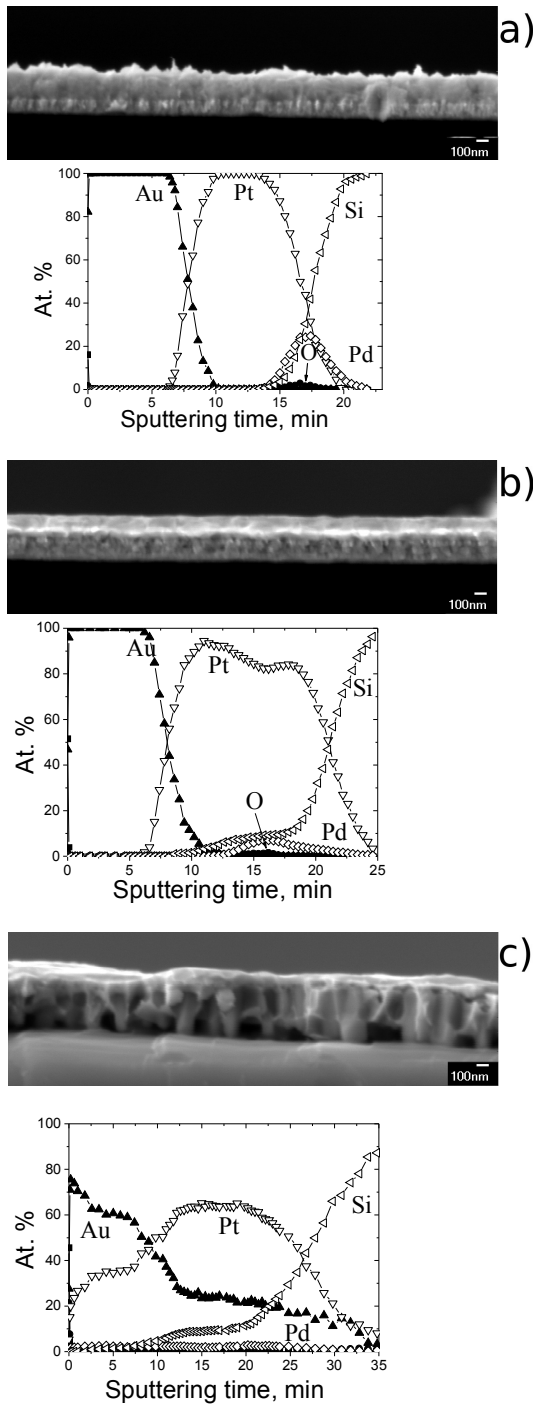 a)
100nm
100
80
60
40
20
0
At. %
Au
Pt
Si
O
Pd
0 5 10 15 20
Sputtering time, min
b)
100nm
100
80
60
40
20
0
At. %
Au
Pt
Si
O
Pd
0 5 10 15 20 25
Sputtering time, min
c)
100nm
100
80
60
40
20
0
At. %
Au
Pt
Si
Pd
0 5 10 15 20 25 30 35
Sputtering time, min